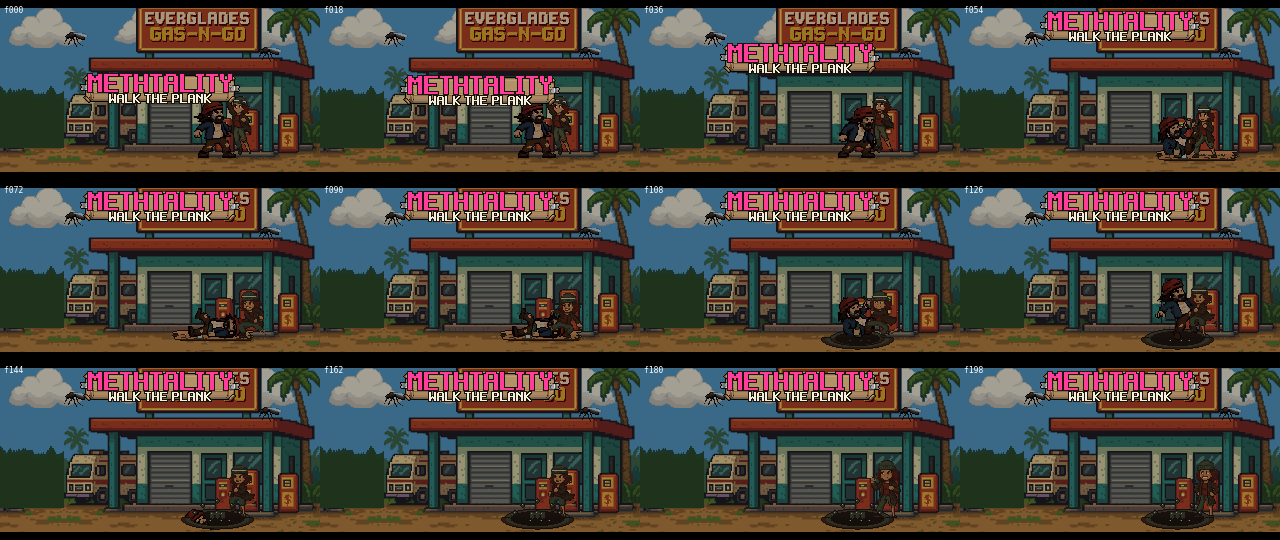 f000
EVERGLADES
GAS-N-GO
METHTALITY
WALK THE PLANK
$
f018
EVERGLADES
GAS-N-GO
METHTALITY
WALK THE PLANK
$
f036
EVERGLADES
GAS-N-GO
METHTALITY
WALK THE PLANK
$
f054
METHTALITY
S
WALK THE PLANK
O
$
f072
METHTALITY
S
WALK THE PLANK
O
$
f090
METHTALITY
S
WALK THE PLANK
O
$
f108
METHTALITY
S
WALK THE PLANK
O
$
f126
METHTALITY
S
WALK THE PLANK
O
$
f144
METHTALITY
S
WALK THE PLANK
O
$
f162
METHTALITY
S
WALK THE PLANK
O
$
f180
METHTALITY
S
WALK THE PLANK
O
$
f198
METHTALITY
S
WALK THE PLANK
O
$